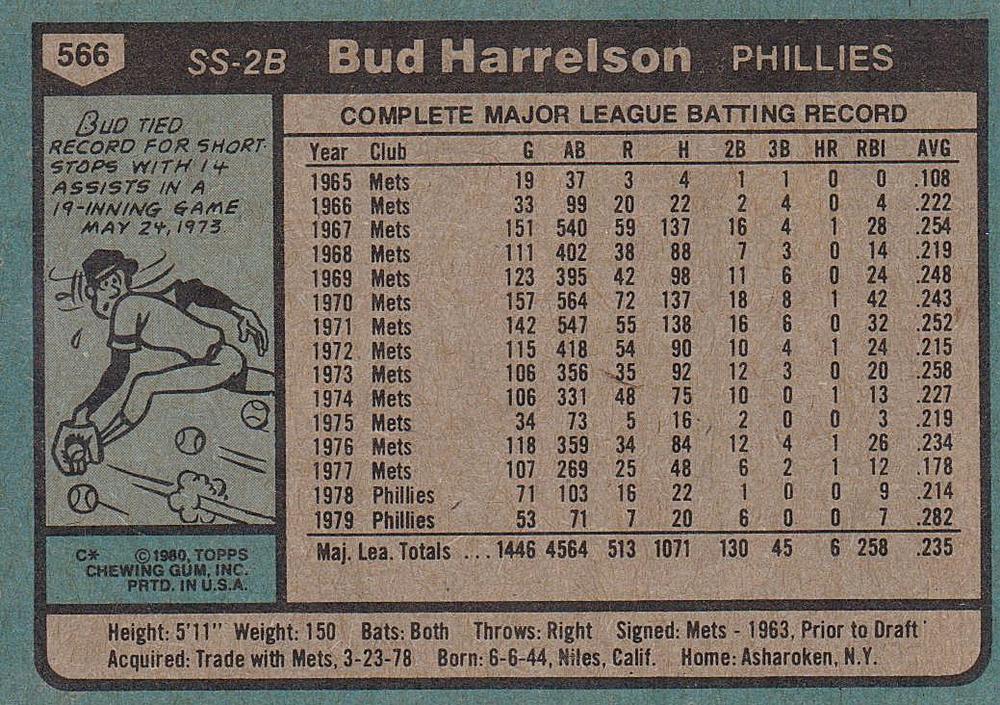 566 SS-2B Bud Harrelson PHILLIES
BUD TIED
RECORD FOR SHORT-
STOPS WITH 14
ASSISTS IN A
19-INNING GAME
MAY 24, 1973
COMPLETE MAJOR LEAGUE BATTING RECORD
Year Club G AB R H 2B 3B HR RBI AVG
1965 Mets 19 37 3 4 1 1 0 0 .108
1966 Mets 33 99 20 22 2 4 0 4 .222
1967 Mets 151 540 59 137 16 4 1 28 .254
1968 Mets 111 402 38 88 7 3 0 14 .219
1969 Mets 123 395 42 98 11 6 0 24 .248
1970 Mets 157 564 72 137 18 8 1 42 .243
1971 Mets 142 547 55 138 16 6 0 32 .252
1972 Mets 115 418 54 90 10 4 1 24 .215
1973 Mets 106 356 35 92 12 3 0 20 .258
1974 Mets 106 331 48 75 10 0 1 13 .227
1975 Mets 34 73 5 16 2 0 0 3 .219
1976 Mets 118 359 34 84 12 4 1 26 .234
1977 Mets 107 269 25 48 6 2 1 12 .178
1978 Phillies 71 103 16 22 1 0 0 9 .214
1979 Phillies 53 71 7 20 6 0 0 7 .282
Maj. Lea. Totals ... 1446 4564 513 1071 130 45 6 258 .235
C* © 1980, TOPPS
CHEWING GUM, INC.
PRTD. IN U.S.A.
Height: 5'11" Weight: 150 Bats: Both Throws: Right Signed: Mets - 1963, Prior to Draft
Acquired: Trade with Mets, 3-23-78 Born: 6-6-44, Niles, Calif. Home: Asharoken, N.Y.